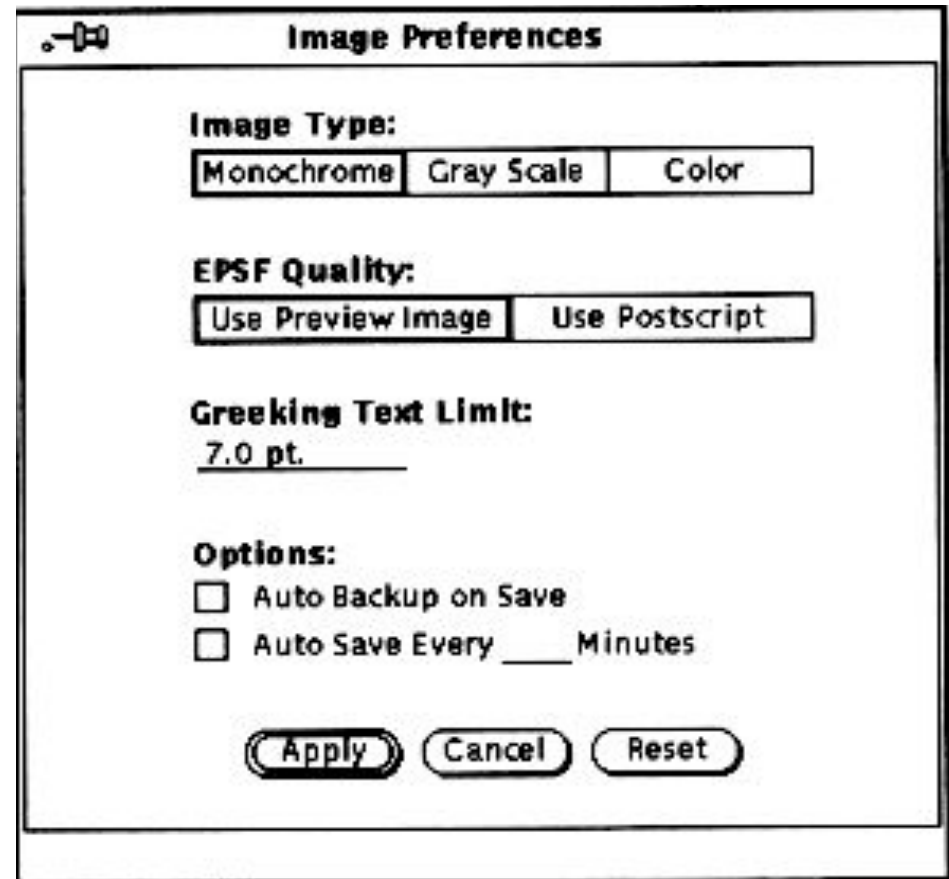 Image Preferences
Image Type:
Monochrome Gray Scale Color
EPSF Quality:
Use Preview Image Use Postscript
Greeking Text Limit:
7.0 pt.
Options:
Auto Backup on Save
Auto Save Every ____ Minutes
Apply Cancel Reset